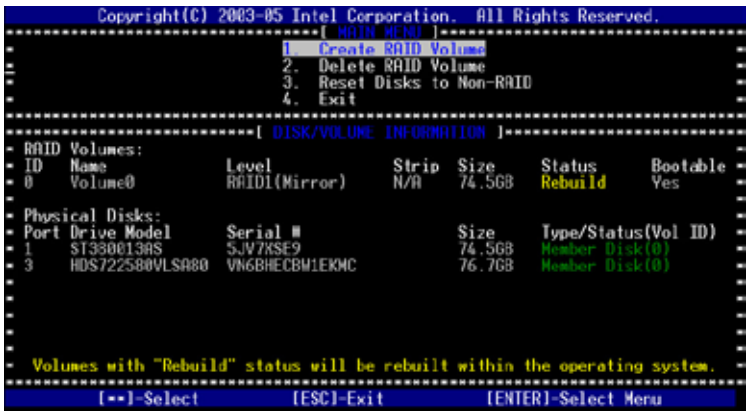 Copyright(C) 2003-05 Intel Corporation. All Rights Reserved.
[ MAIN MENU ]
1. Create RAID Volume
2. Delete RAID Volume
3. Reset Disks to Non-RAID
4. Exit
[ DISK/VOLUME INFORMATION ]
RAID Volumes:
ID Name Level Strip Size Status Bootable
0 Volume0 RAID1(Mirror) N/A 74.5GB Rebuild Yes
Physical Disks:
Port Drive Model Serial # Size Type/Status(Vol ID)
1 ST380013AS 5JV7XSE9 74.5GB Member Disk(0)
3 HDS722580VLSA80 VN6BHECBW1EKMC 76.7GB Member Disk(0)
Volumes with "Rebuild" status will be rebuilt within the operating system.
[↑↓]-Select [ESC]-Exit [ENTER]-Select Menu